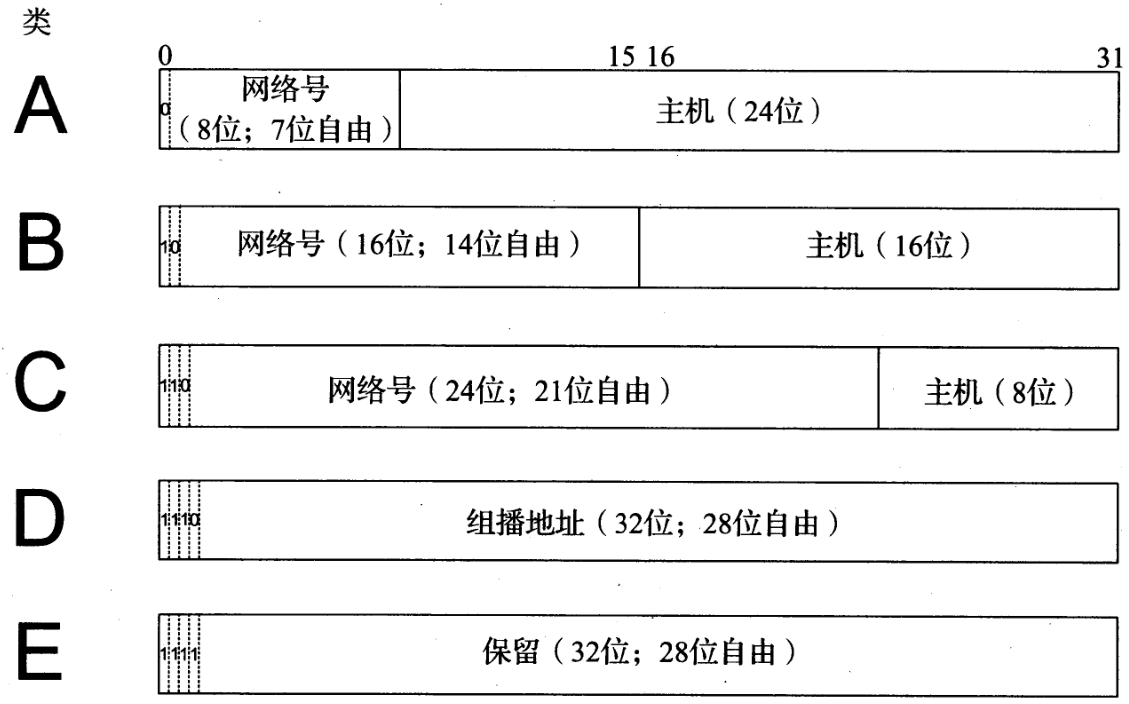 类
0 15 16 31
A
0
网络号
(8位；7位自由)
主机（24位）
B
10
网络号（16位；14位自由）
主机（16位）
C
110
网络号（24位；21位自由）
主机（8位）
D
1110
组播地址（32位；28位自由）
E
1111
保留（32位；28位自由）